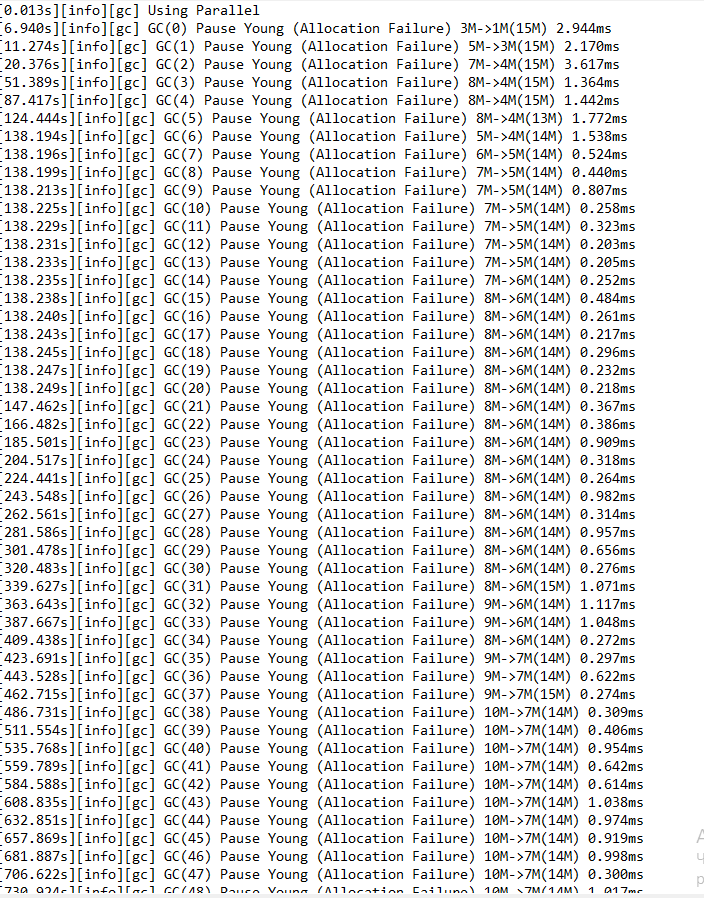 [0.013s][info][gc] Using Parallel
[6.940s][info][gc] GC(0) Pause Young (Allocation Failure) 3M->1M(15M) 2.944ms
[11.274s][info][gc] GC(1) Pause Young (Allocation Failure) 5M->3M(15M) 2.170ms
[20.376s][info][gc] GC(2) Pause Young (Allocation Failure) 7M->4M(15M) 3.617ms
[51.389s][info][gc] GC(3) Pause Young (Allocation Failure) 8M->4M(15M) 1.364ms
[87.417s][info][gc] GC(4) Pause Young (Allocation Failure) 8M->4M(15M) 1.442ms
[124.444s][info][gc] GC(5) Pause Young (Allocation Failure) 8M->4M(13M) 1.772ms
[138.194s][info][gc] GC(6) Pause Young (Allocation Failure) 5M->4M(14M) 1.538ms
[138.196s][info][gc] GC(7) Pause Young (Allocation Failure) 6M->5M(14M) 0.524ms
[138.199s][info][gc] GC(8) Pause Young (Allocation Failure) 7M->5M(14M) 0.440ms
[138.213s][info][gc] GC(9) Pause Young (Allocation Failure) 7M->5M(14M) 0.807ms
[138.225s][info][gc] GC(10) Pause Young (Allocation Failure) 7M->5M(14M) 0.258ms
[138.229s][info][gc] GC(11) Pause Young (Allocation Failure) 7M->5M(14M) 0.323ms
[138.231s][info][gc] GC(12) Pause Young (Allocation Failure) 7M->5M(14M) 0.203ms
[138.233s][info][gc] GC(13) Pause Young (Allocation Failure) 7M->5M(14M) 0.205ms
[138.235s][info][gc] GC(14) Pause Young (Allocation Failure) 7M->6M(14M) 0.252ms
[138.238s][info][gc] GC(15) Pause Young (Allocation Failure) 8M->6M(14M) 0.484ms
[138.240s][info][gc] GC(16) Pause Young (Allocation Failure) 8M->6M(14M) 0.261ms
[138.243s][info][gc] GC(17) Pause Young (Allocation Failure) 8M->6M(14M) 0.217ms
[138.245s][info][gc] GC(18) Pause Young (Allocation Failure) 8M->6M(14M) 0.296ms
[138.247s][info][gc] GC(19) Pause Young (Allocation Failure) 8M->6M(14M) 0.232ms
[138.249s][info][gc] GC(20) Pause Young (Allocation Failure) 8M->6M(14M) 0.218ms
[147.462s][info][gc] GC(21) Pause Young (Allocation Failure) 8M->6M(14M) 0.367ms
[166.482s][info][gc] GC(22) Pause Young (Allocation Failure) 8M->6M(14M) 0.386ms
[185.501s][info][gc] GC(23) Pause Young (Allocation Failure) 8M->6M(14M) 0.909ms
[204.517s][info][gc] GC(24) Pause Young (Allocation Failure) 8M->6M(14M) 0.318ms
[224.441s][info][gc] GC(25) Pause Young (Allocation Failure) 8M->6M(14M) 0.264ms
[243.548s][info][gc] GC(26) Pause Young (Allocation Failure) 8M->6M(14M) 0.982ms
[262.561s][info][gc] GC(27) Pause Young (Allocation Failure) 8M->6M(14M) 0.314ms
[281.586s][info][gc] GC(28) Pause Young (Allocation Failure) 8M->6M(14M) 0.957ms
[301.478s][info][gc] GC(29) Pause Young (Allocation Failure) 8M->6M(14M) 0.656ms
[320.483s][info][gc] GC(30) Pause Young (Allocation Failure) 8M->6M(14M) 0.276ms
[339.627s][info][gc] GC(31) Pause Young (Allocation Failure) 8M->6M(15M) 1.071ms
[363.643s][info][gc] GC(32) Pause Young (Allocation Failure) 9M->6M(14M) 1.117ms
[387.667s][info][gc] GC(33) Pause Young (Allocation Failure) 9M->6M(14M) 1.048ms
[409.438s][info][gc] GC(34) Pause Young (Allocation Failure) 8M->6M(14M) 0.272ms
[423.691s][info][gc] GC(35) Pause Young (Allocation Failure) 9M->7M(14M) 0.297ms
[443.528s][info][gc] GC(36) Pause Young (Allocation Failure) 9M->7M(14M) 0.622ms
[462.715s][info][gc] GC(37) Pause Young (Allocation Failure) 9M->7M(15M) 0.274ms
[486.731s][info][gc] GC(38) Pause Young (Allocation Failure) 10M->7M(14M) 0.309ms
[511.554s][info][gc] GC(39) Pause Young (Allocation Failure) 10M->7M(14M) 0.406ms
[535.768s][info][gc] GC(40) Pause Young (Allocation Failure) 10M->7M(14M) 0.954ms
[559.789s][info][gc] GC(41) Pause Young (Allocation Failure) 10M->7M(14M) 0.642ms
[584.588s][info][gc] GC(42) Pause Young (Allocation Failure) 10M->7M(14M) 0.614ms
[608.835s][info][gc] GC(43) Pause Young (Allocation Failure) 10M->7M(14M) 1.038ms
[632.851s][info][gc] GC(44) Pause Young (Allocation Failure) 10M->7M(14M) 0.974ms
[657.869s][info][gc] GC(45) Pause Young (Allocation Failure) 10M->7M(14M) 0.919ms
[681.887s][info][gc] GC(46) Pause Young (Allocation Failure) 10M->7M(14M) 0.998ms
[706.622s][info][gc] GC(47) Pause Young (Allocation Failure) 10M->7M(14M) 0.300ms
[730.924s][info][gc] GC(48) Pause Young (Allocation Failure) 10M->7M(14M) 1.017ms